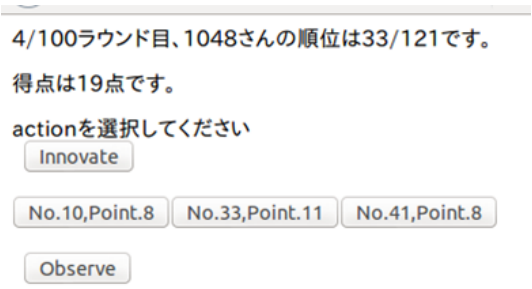 4/100ラウンド目、1048さんの順位は33/121です。
得点は19点です。
actionを選択してください
Innovate
No.10,Point.8 No.33,Point.11 No.41,Point.8
Observe